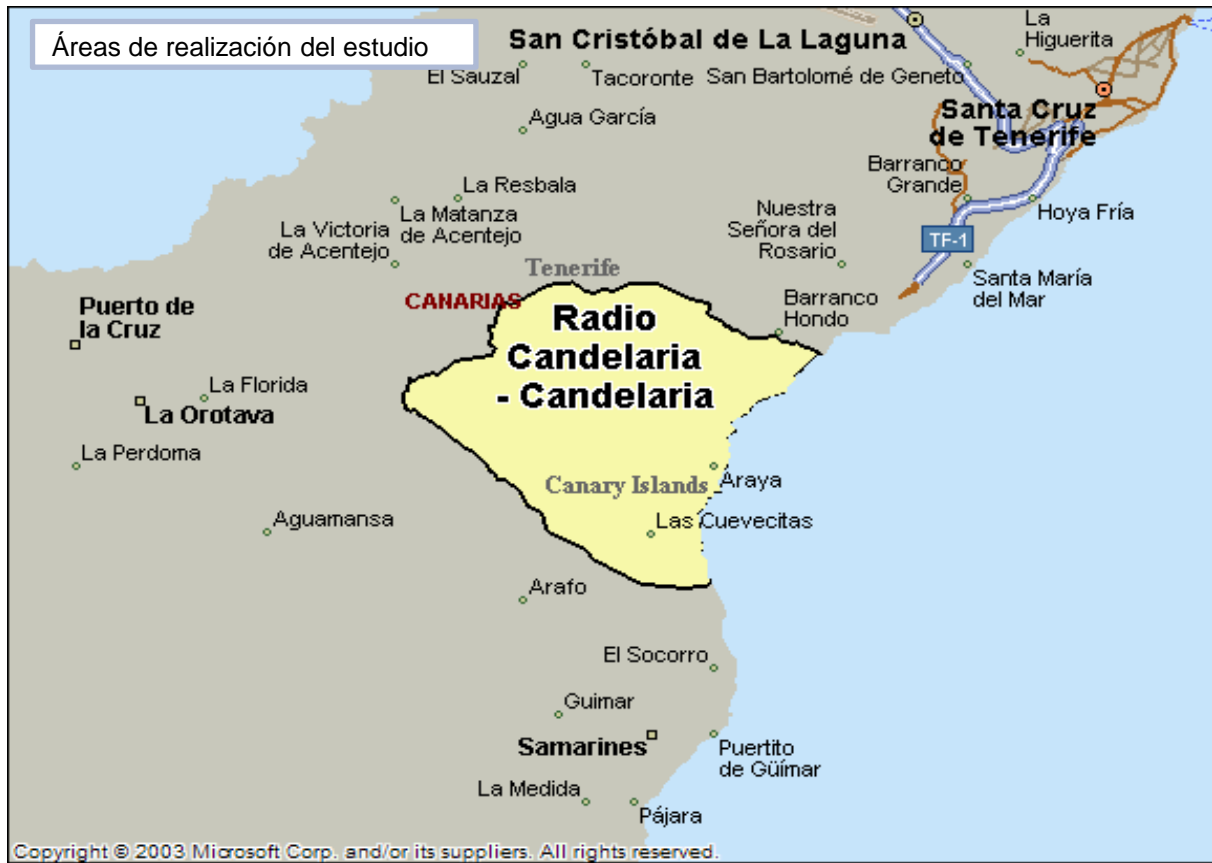 Áreas de realización del estudio
San Cristóbal de La Laguna
La
Higuerita
El Sauzal
Tacoronte
San Bartolomé de Geneto
Agua García
Santa Cruz
de Tenerife
Barranco
Grande
La Resbala
La Matanza
de Acentejo
La Victoria
de Acentejo
Nuestra
Señora del
Rosario
Hoya Fría
TF-1
Tenerife
Santa María
del Mar
CANARIAS
Puerto de
la Cruz
Barranco
Hondo
Radio
Candelaria
- Candelaria
La Florida
La Orotava
La Perdoma
Canary Islands
Araya
Aguamansa
Las Cuevecitas
Arafo
El Socorro
Guimar
Samarines
Puertito
de Güímar
La Medida
Pájara
Copyright © 2003 Microsoft Corp. and/or its suppliers. All rights reserved.